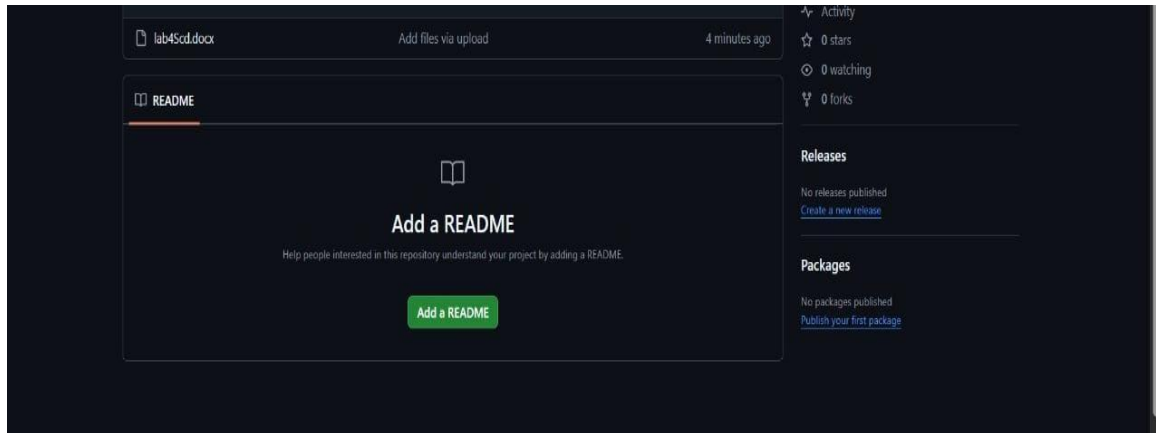 Activity
lab4Scd.docx Add files via upload 4 minutes ago
0 stars
0 watching
0 forks
README
Add a README
Help people interested in this repository understand your project by adding a README.
Add a README
Releases
No releases published
Create a new release
Packages
No packages published
Publish your first package